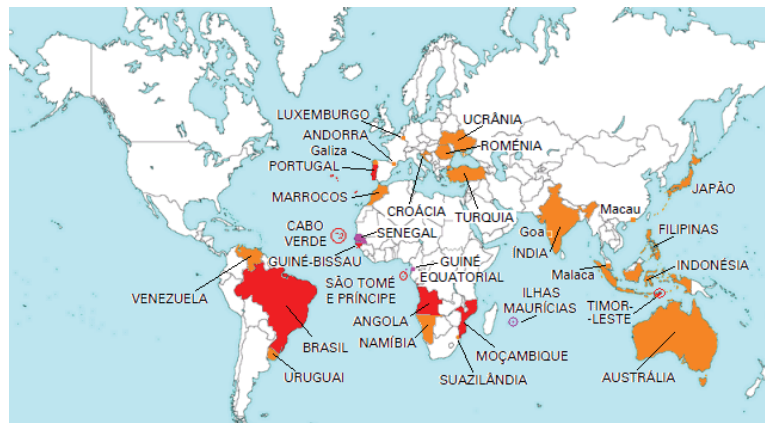 LUXEMBURGO
ANDORRA
Galiza
PORTUGAL
MARROCOS
UCRÂNIA
ROMÉNIA
CROÁCIA
TURQUIA
CABO
VERDE
SENEGAL
GUINÉ-BISSAU
GUINÉ
EQUATORIAL
SÃO TOMÉ
E PRÍNCIPE
VENEZUELA
BRASIL
URUGUAI
ANGOLA
NAMÍBIA
MOÇAMBIQUE
SUAZILÂNDIA
ILHAS
MAURÍCIAS
Goa
ÍNDIA
Macau
JAPÃO
FILIPINAS
Malaca
INDONÉSIA
TIMOR-
-LESTE
AUSTRÁLIA